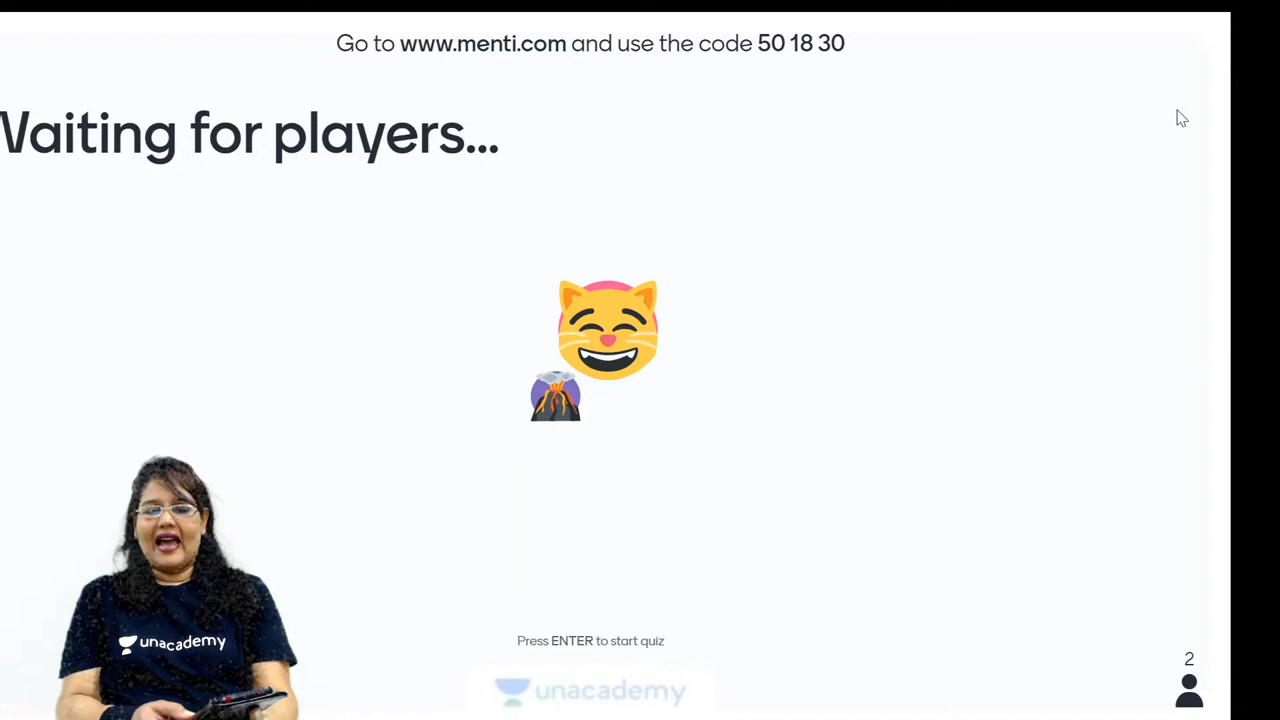 Go to www.menti.com and use the code 50 18 30
Waiting for players...
unacademy
Press ENTER to start quiz
2
unacademy